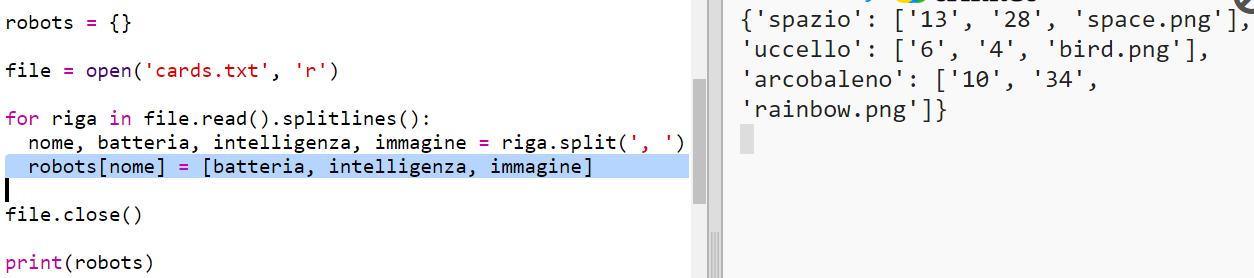 robots = {}
file = open('cards.txt', 'r')
for riga in file.read().splitlines():
nome, batteria, intelligenza, immagine = riga.split(', ')
robots[nome] = [batteria, intelligenza, immagine]
file.close()
print(robots)
{'spazio': ['13', '28', 'space.png'],
'uccello': ['6', '4', 'bird.png'],
'arcobaleno': ['10', '34',
'rainbow.png']}